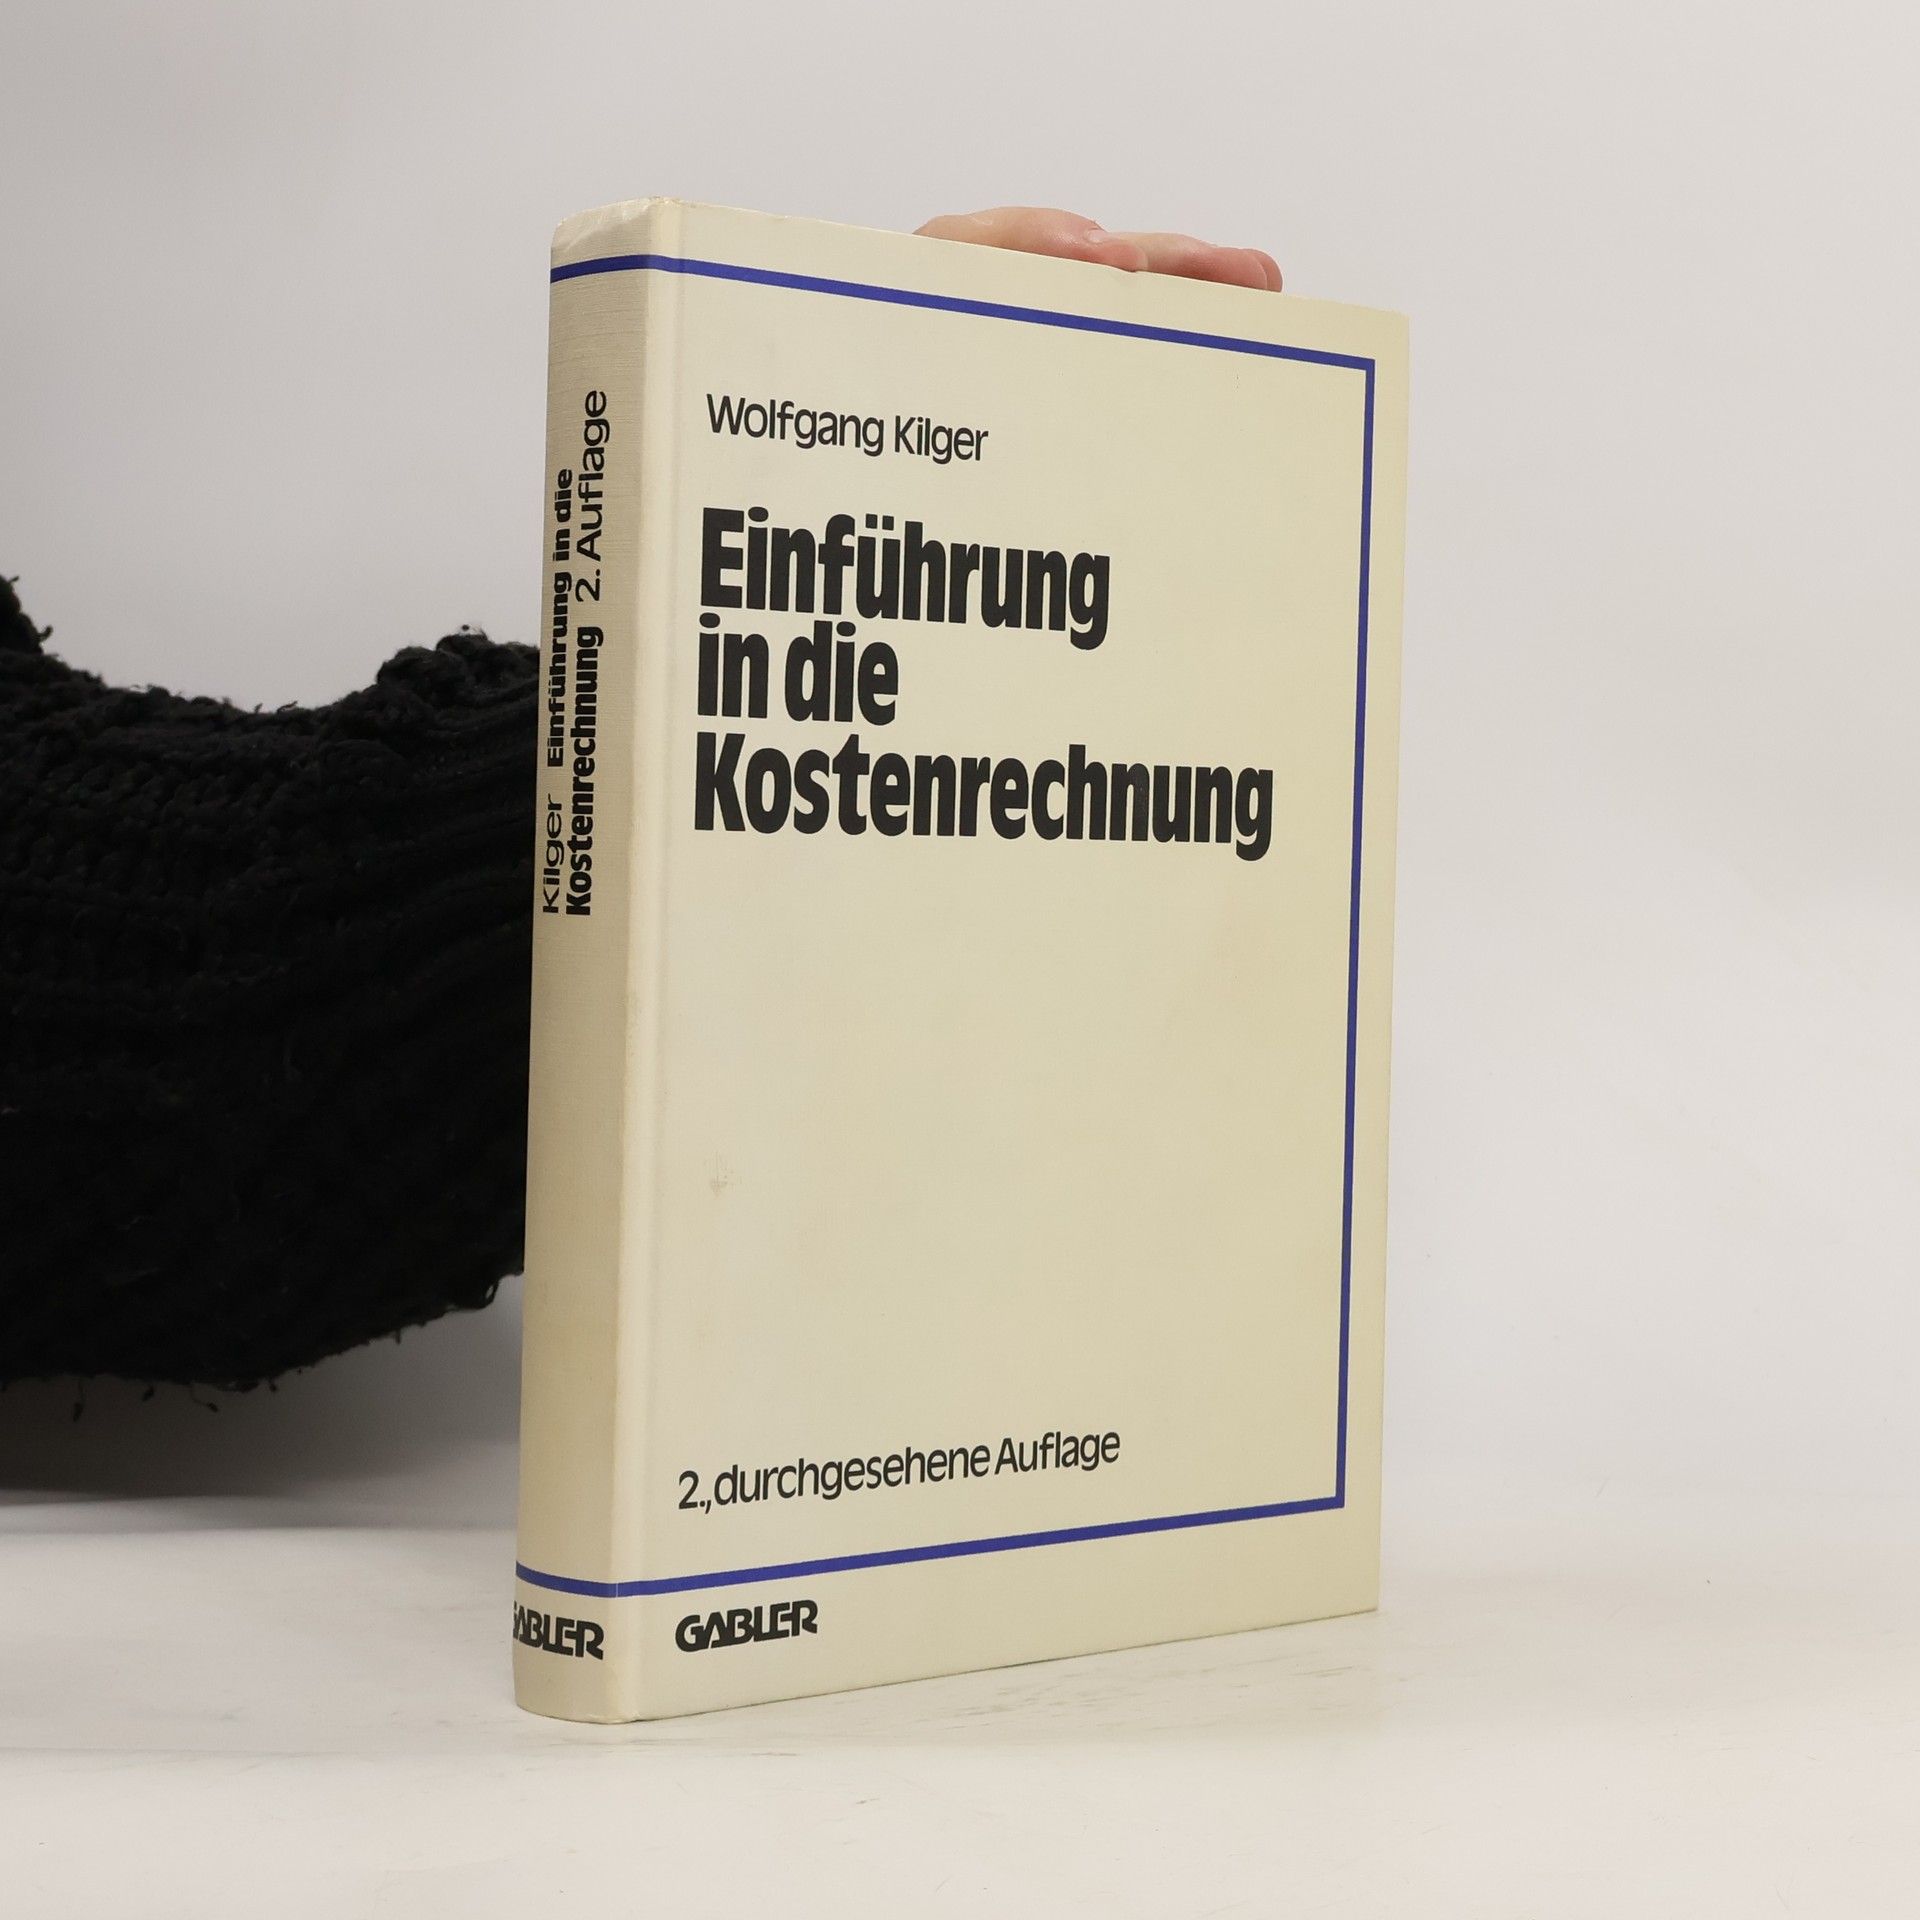 Kilger Einführung in die
Kostenrechnung 2. Auflage
GABLER
Wolfgang Kilger
Einführung
in die
Kostenrechnung
2., durchgesehene Auflage
GABLER